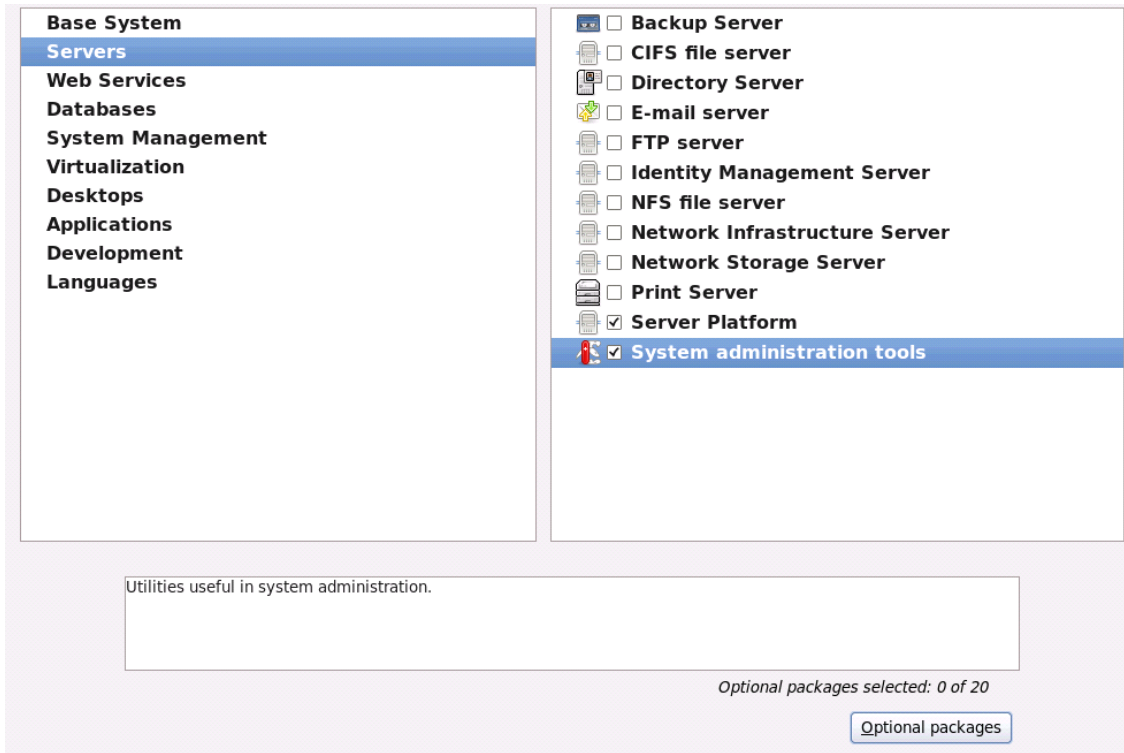 Base System
Servers
Web Services
Databases
System Management
Virtualization
Desktops
Applications
Development
Languages
Backup Server
CIFS file server
Directory Server
E-mail server
FTP server
Identity Management Server
NFS file server
Network Infrastructure Server
Network Storage Server
Print Server
Server Platform
System administration tools
Utilities useful in system administration.
Optional packages selected: 0 of 20
Optional packages